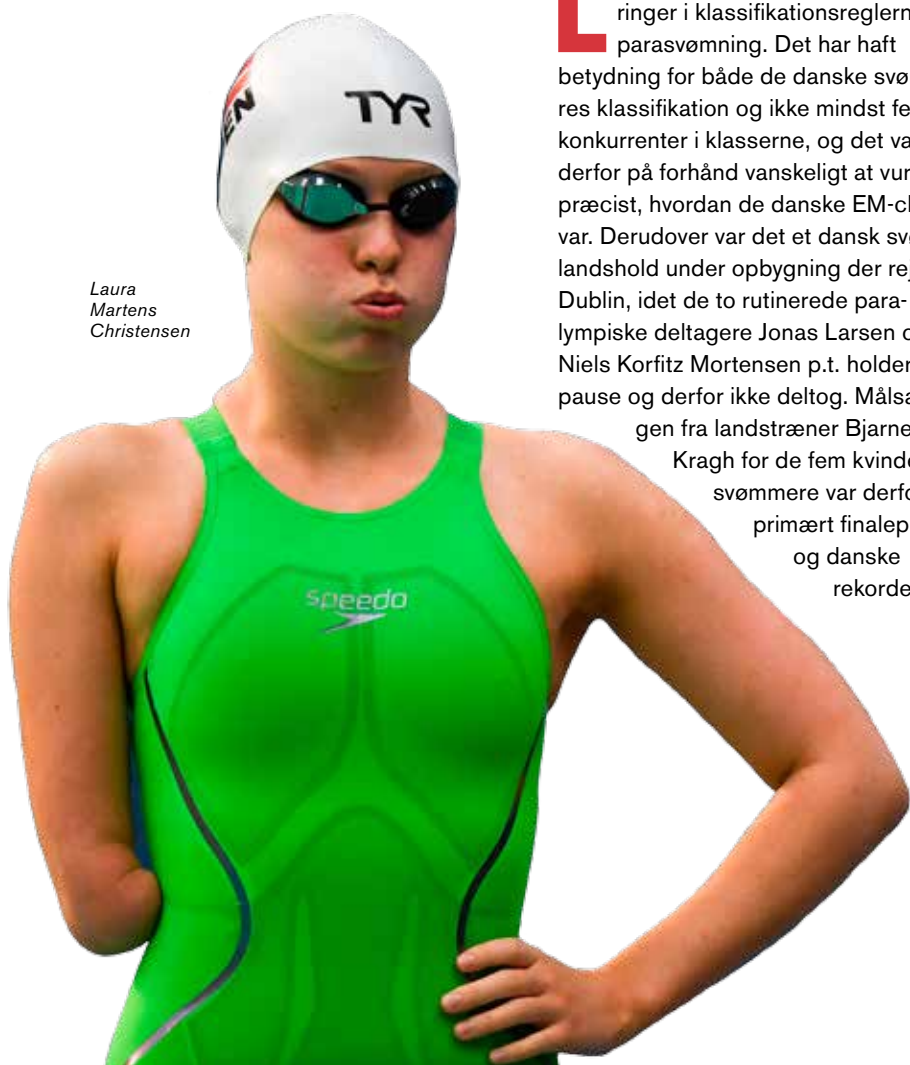 EN
TYR
Laura
Martens
Christensen
speedo
ringer i klassifikationsreglern
parasvømning. Det har haft
betydning for både de danske svø
res klassifikation og ikke mindst fe
konkurrenter i klasserne, og det va
derfor på forhånd vanskeligt at vur
præcist, hvordan de danske EM-c
var. Derudover var det et dansk sv
landshold under opbygning der rej
Dublin, idet de to rutinerede para-
lympiske deltagere Jonas Larsen o
Niels Korfitz Mortensen p.t. holder
pause og derfor ikke deltog. Måls
gen fra landstræner Bjarne
Kragh for de fem kvinde
svømmere var derfo
primært finalep
og danske
rekorde